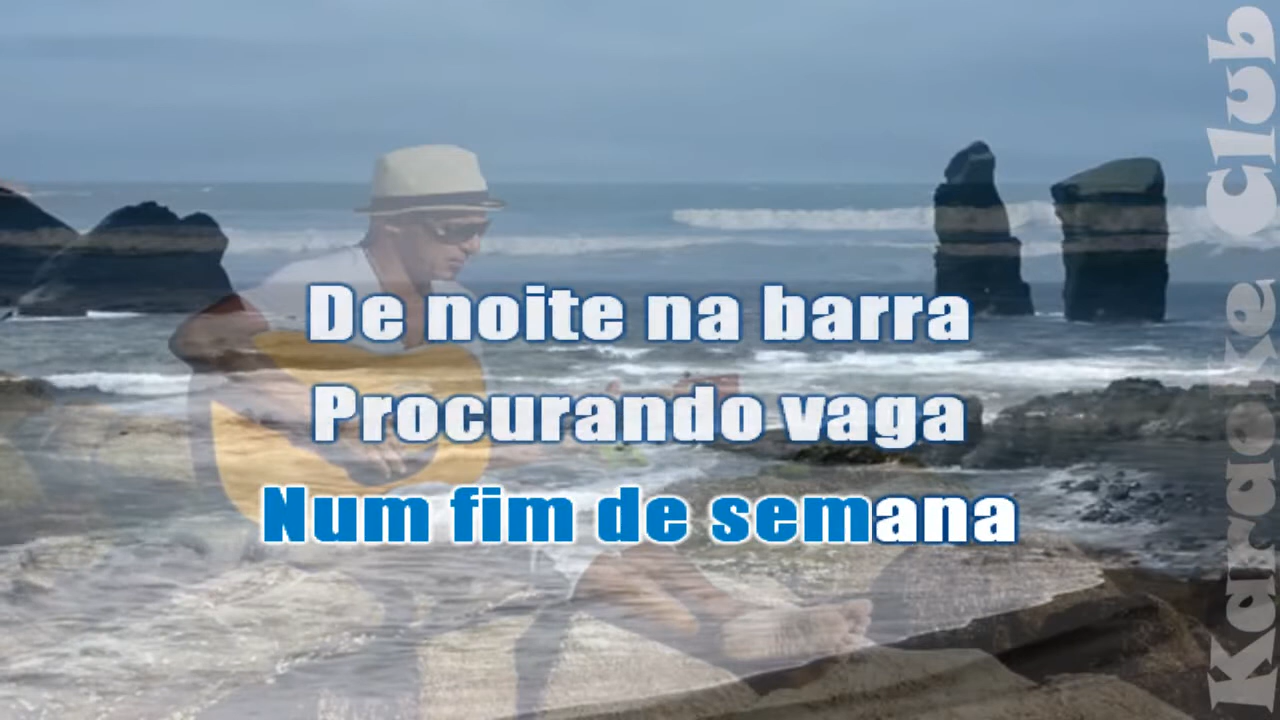 De noite na barra
Procurando vaga
Num fim de semana
Karaoke Club